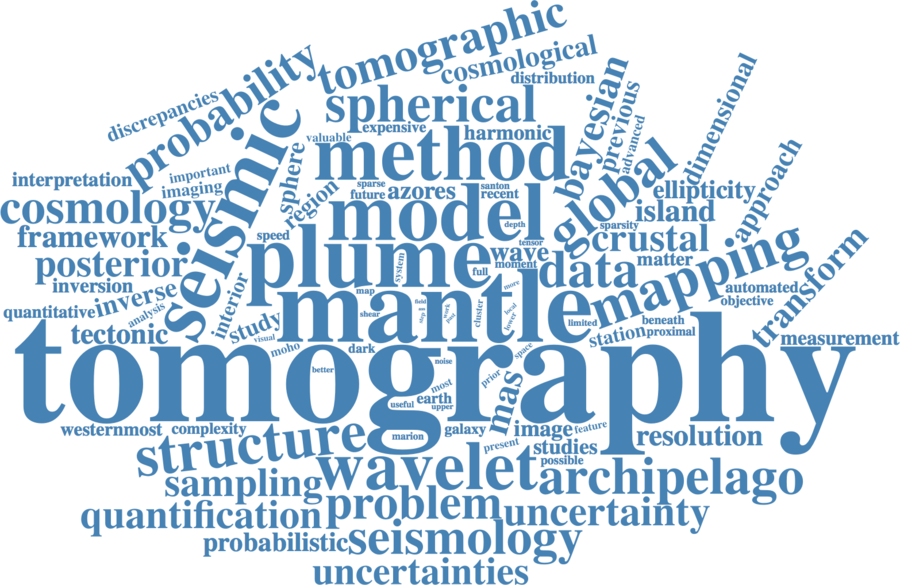 tomographic
cosmological
distribution
probability
discrepancies
spherical
bayesian
previous
advanced
dimensional
seismic
valuable
expensive
harmonic
method
interpretation
important
imaging
sphere
region
sparse
future
azores
santon
recent
global
ellipticity
approach
cosmology
model
depth
sparsity
island
framework
speed
plume
tensor
wave
moment
crustal
matter
posterior
system
full
data
mapping
transform
inversion
inverse
interior
map
mantle
more
automated
objective
quantitative
analysis
study
shear
field
work
cluster
local
lower
limited
beneath
station
proximal
tectonic
visual
moho
dark
space
measurement
tomography
better
noise
prior
most
earth
useful
upper
mas
westernmost
complexity
structure
marion
galaxy
present
image
feature
studies
possible
resolution
sampling
wavelet
archipelago
quantification
problem
uncertainty
probabilistic
seismology
uncertainties